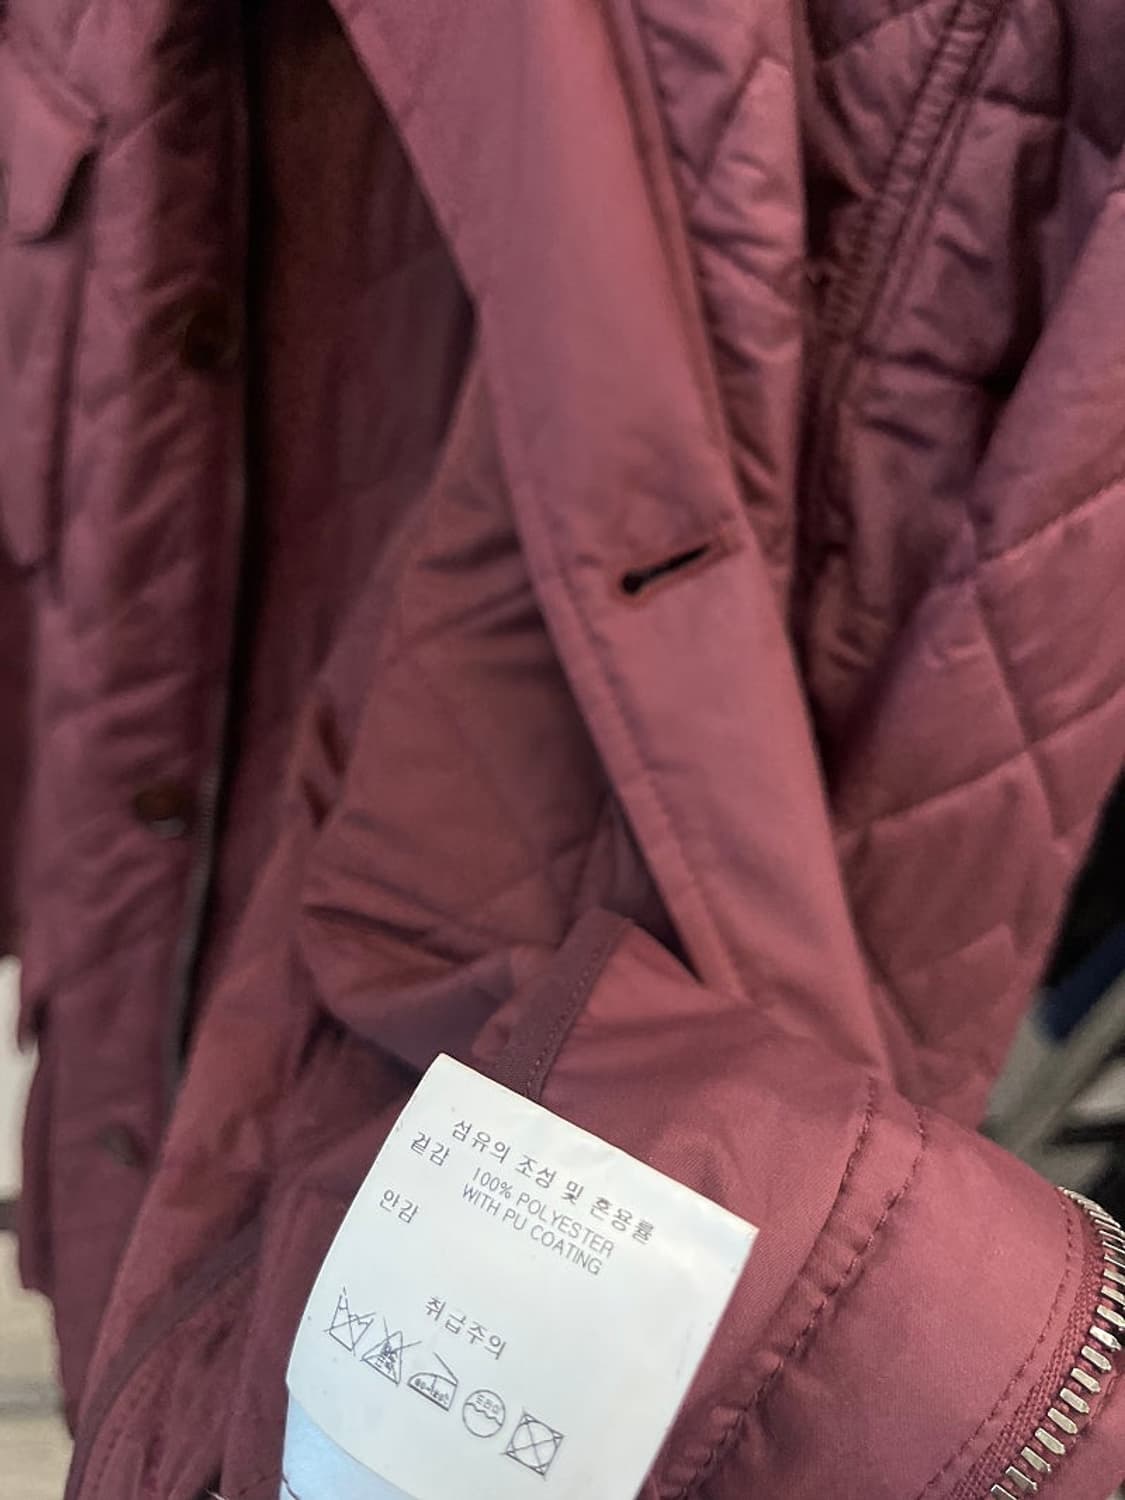 섬유의 조성 및 혼용률
겉감 100% POLYESTER
WITH PU COATING
안감
취급주의